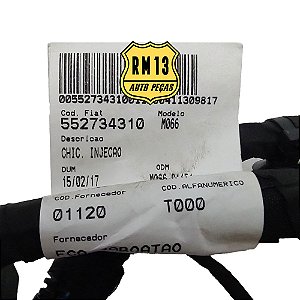 RM13
AUTO PEÇAS
Cod. Fiat Modelo
552734310 M066
Descricao
CHIC. INJECAO
DUM ODM
15/02/17
COD.Fornecedor COD.ALFANUMERICO
01120 T000
Fornecedor